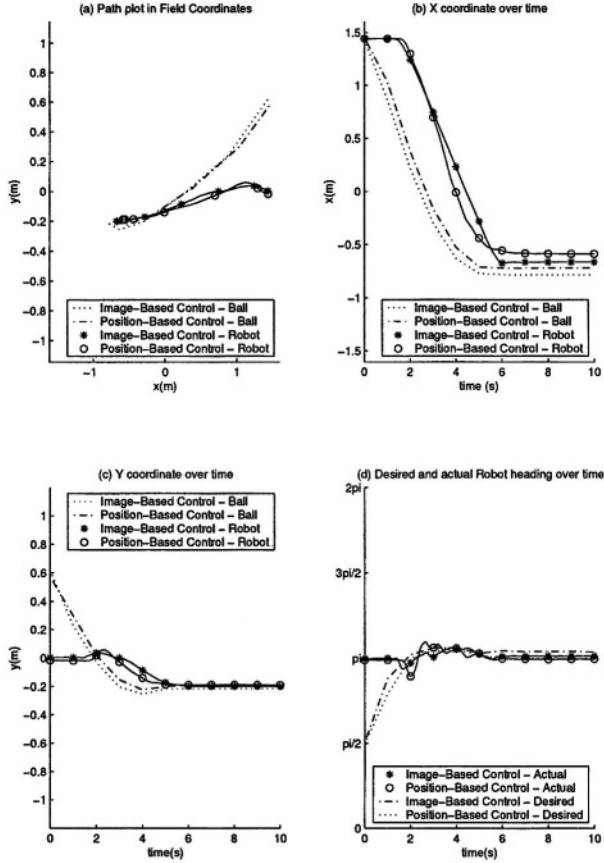 (a) Path plot in Field Coordinates
1
0.8
0.6
0.4
0.2
0
−0.2
−0.4
−0.6
−0.8
−1
y(m)
Image−Based Control − Ball
Position−Based Control − Ball
Image−Based Control − Robot
Position−Based Control − Robot
−1
0
1
x(m)
(b) X coordinate over time
1.5
1
0.5
0
−0.5
−1
−1.5
x(m)
Image−Based Control − Ball
Position−Based Control − Ball
Image−Based Control − Robot
Position−Based Control − Robot
0 2 4 6 8 10
time (s)
(c) Y coordinate over time
Image−Based Control − Ball
Position−Based Control − Ball
Image−Based Control − Robot
Position−Based Control − Robot
1
0.8
0.6
0.4
0.2
0
−0.2
−0.4
−0.6
−0.8
−1
y(m)
0 2 4 6 8 10
time(s)
(d) Desired and actual Robot heading over time
2pi
3pi/2
pi
pi/2
0
Image−Based Control − Actual
Position−Based Control − Actual
Image−Based Control − Desired
Position−Based Control − Desired
0 2 4 6 8 10
time(s)